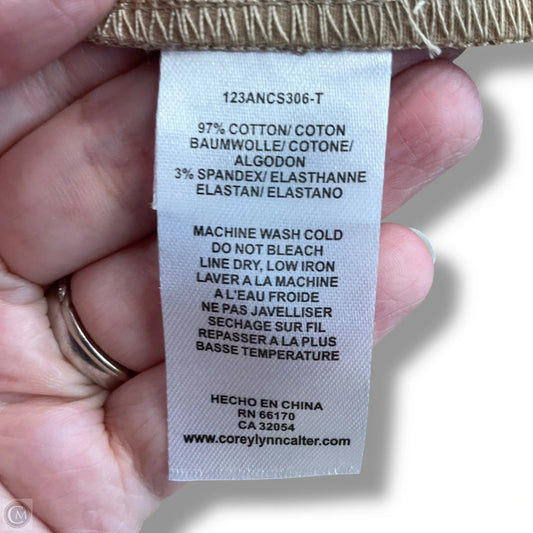 123ANCS306-T
97% COTTON/ COTON
BAUMWOLLE/ COTONE/
ALGODON
3% SPANDEX/ ELASTHANNE
ELASTAN/ ELASTANO
MACHINE WASH COLD
DO NOT BLEACH
LINE DRY, LOW IRON
LAVER A LA MACHINE
A L'EAU FROIDE
NE PAS JAVELLISER
SECHAGE SUR FIL
REPASSER A LA PLUS
BASSE TEMPERATURE
HECHO EN CHINA
RN 66170
CA 32054
www.coreylynncalter.com